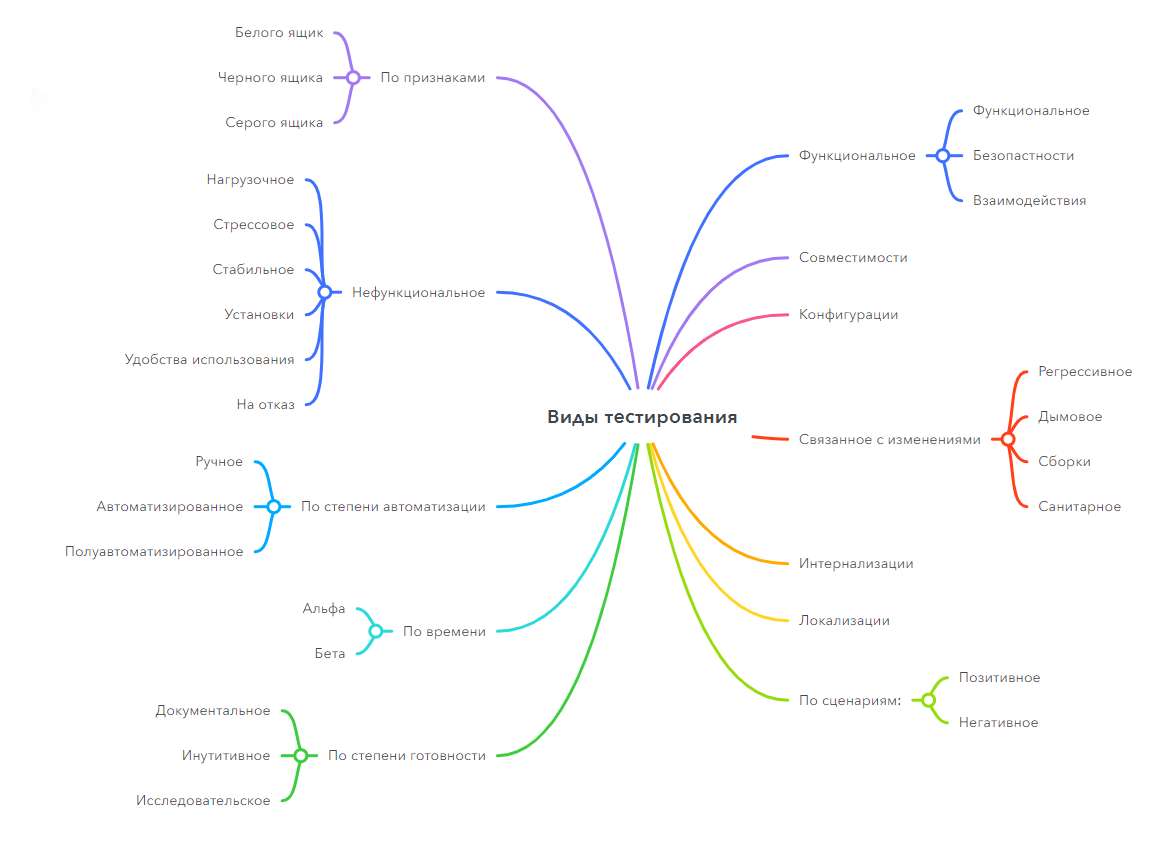 Виды тестирования
По признаками
Белого ящик
Черного ящика
Серого ящика
Нефункциональное
Нагрузочное
Стрессовое
Стабильное
Установки
Удобства использования
На отказ
По степени автоматизации
Ручное
Автоматизированное
Полуавтоматизированное
По времени
Альфа
Бета
По степени готовности
Документальное
Инутитивное
Исследовательское
Функциональное
Функциональное
Безопастности
Взаимодействия
Совместимости
Конфигурации
Связанное с изменениями
Регрессивное
Дымовое
Сборки
Санитарное
Интернализации
Локализации
По сценариям:
Позитивное
Негативное